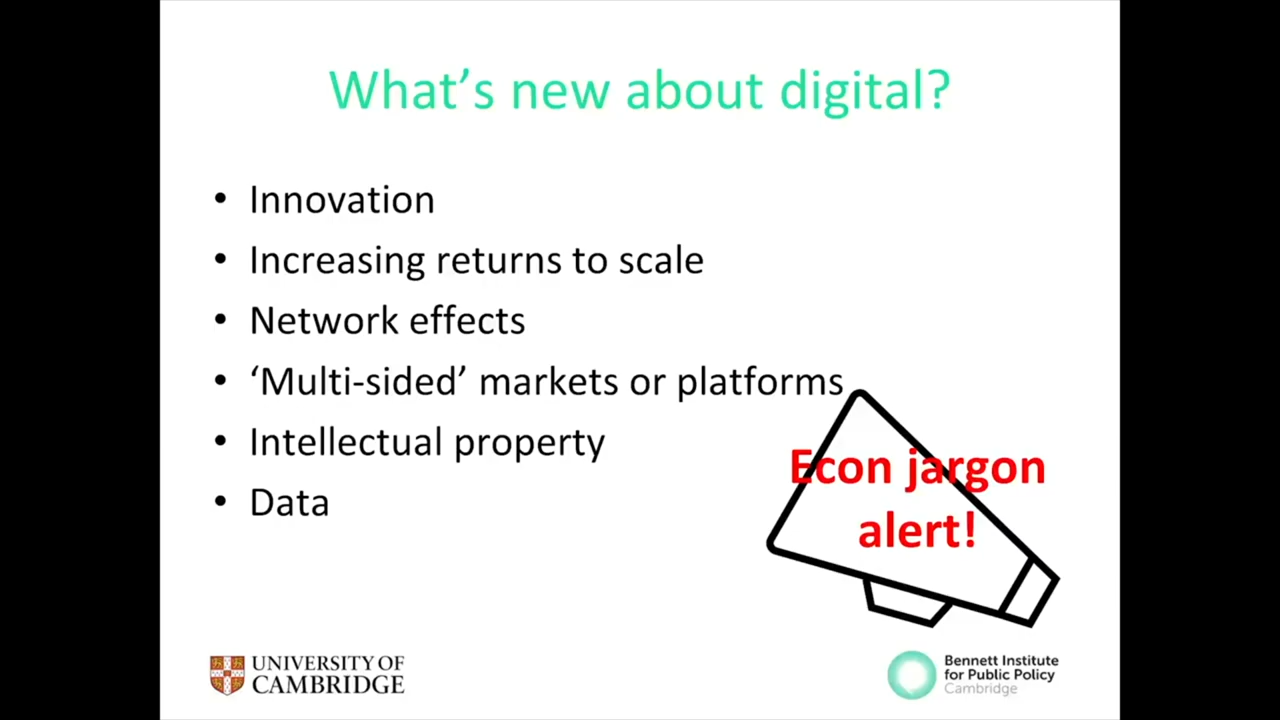 What’s new about digital?
• Innovation
• Increasing returns to scale
• Network effects
• ‘Multi-sided’ markets or platforms
• Intellectual property
• Data
Econ jargon
alert!
UNIVERSITY OF
CAMBRIDGE
Bennett Institute
for Public Policy
Cambridge